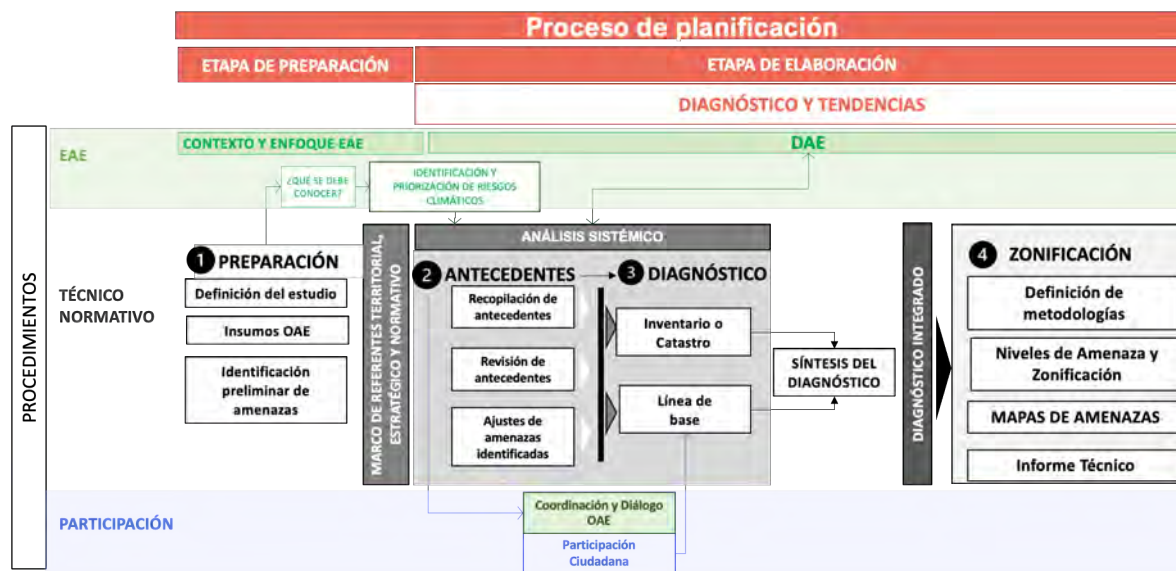 Proceso de planificación
ETAPA DE PREPARACIÓN
ETAPA DE ELABORACIÓN
DIAGNÓSTICO Y TENDENCIAS
PROCEDIMIENTOS
EAE
CONTEXTO Y ENFOQUE EAE
DAE
¿QUÉ SE DEBE
CONOCER?
IDENTIFICACIÓN Y
PRIORIZACIÓN DE RIESGOS
CLIMÁTICOS
TÉCNICO
NORMATIVO
1 PREPARACIÓN
Definición del estudio
Insumos OAE
Identificación
preliminar de
amenazas
MARCO DE REFERENTES TERRITORIAL,
ESTRATÉGICO Y NORMATIVO
ANÁLISIS SISTÉMICO
2 ANTECEDENTES
Recopilación de
antecedentes
Revisión de
antecedentes
Ajustes de
amenazas
identificadas
3 DIAGNÓSTICO
Inventario o
Catastro
Línea de
base
SÍNTESIS DEL
DIAGNÓSTICO
DIAGNÓSTICO INTEGRADO
4 ZONIFICACIÓN
Definición de
metodologías
Niveles de Amenaza y
Zonificación
MAPAS DE AMENAZAS
Informe Técnico
PARTICIPACIÓN
Coordinación y Diálogo
OAE
Participación
Ciudadana